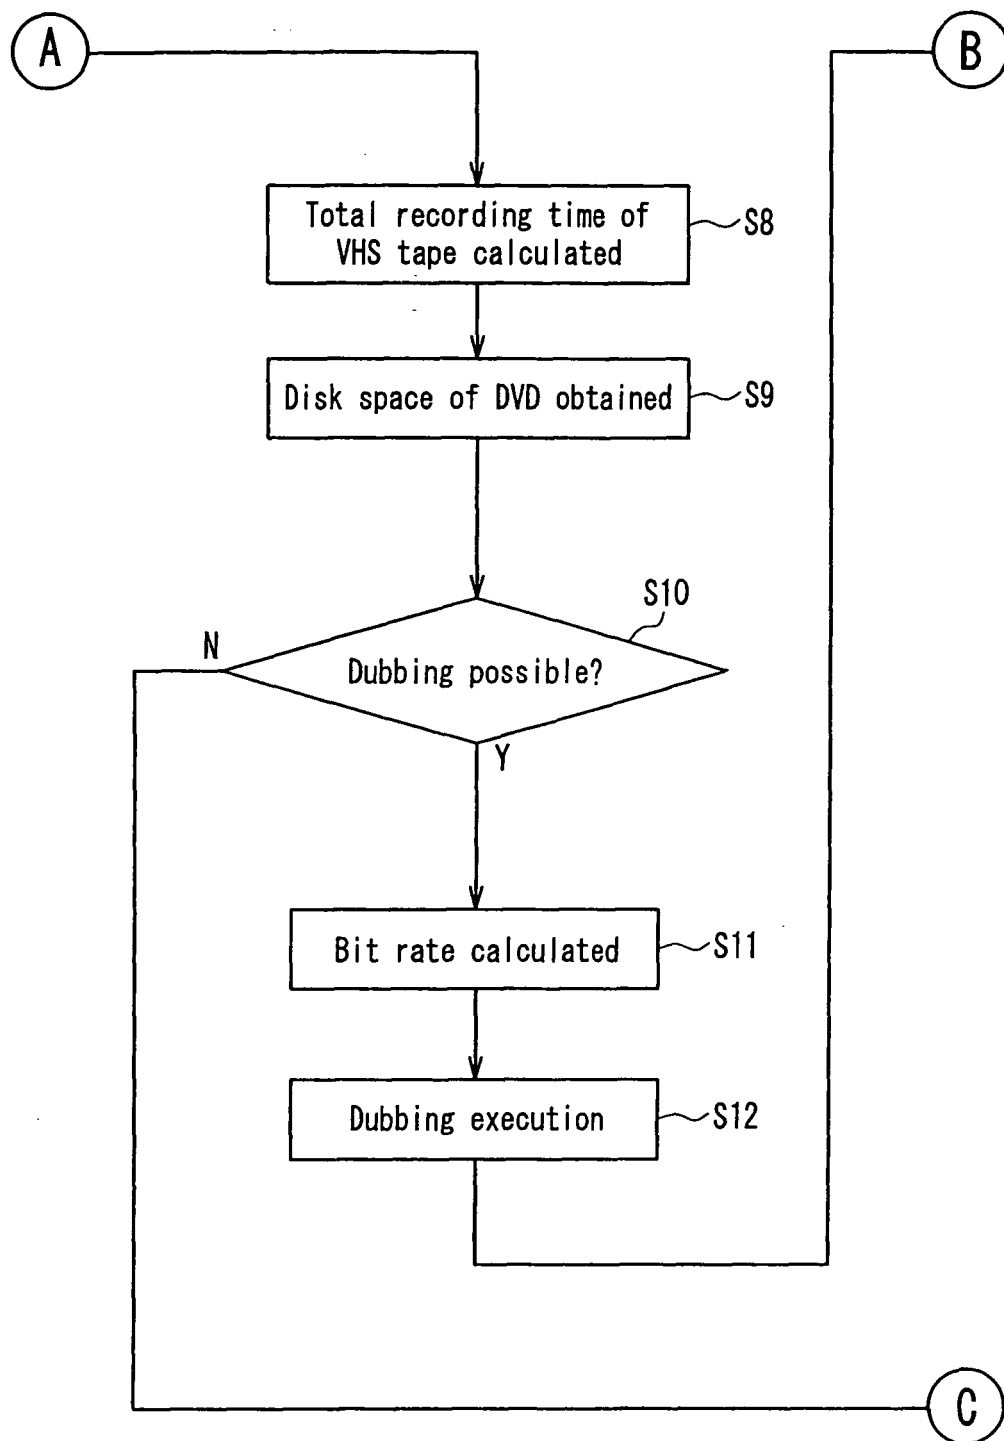 A
B
Total recording time of
VHS tape calculated
S8
Disk space of DVD obtained
S9
S10
N
Dubbing possible?
Y
Bit rate calculated
S11
Dubbing execution
S12
C